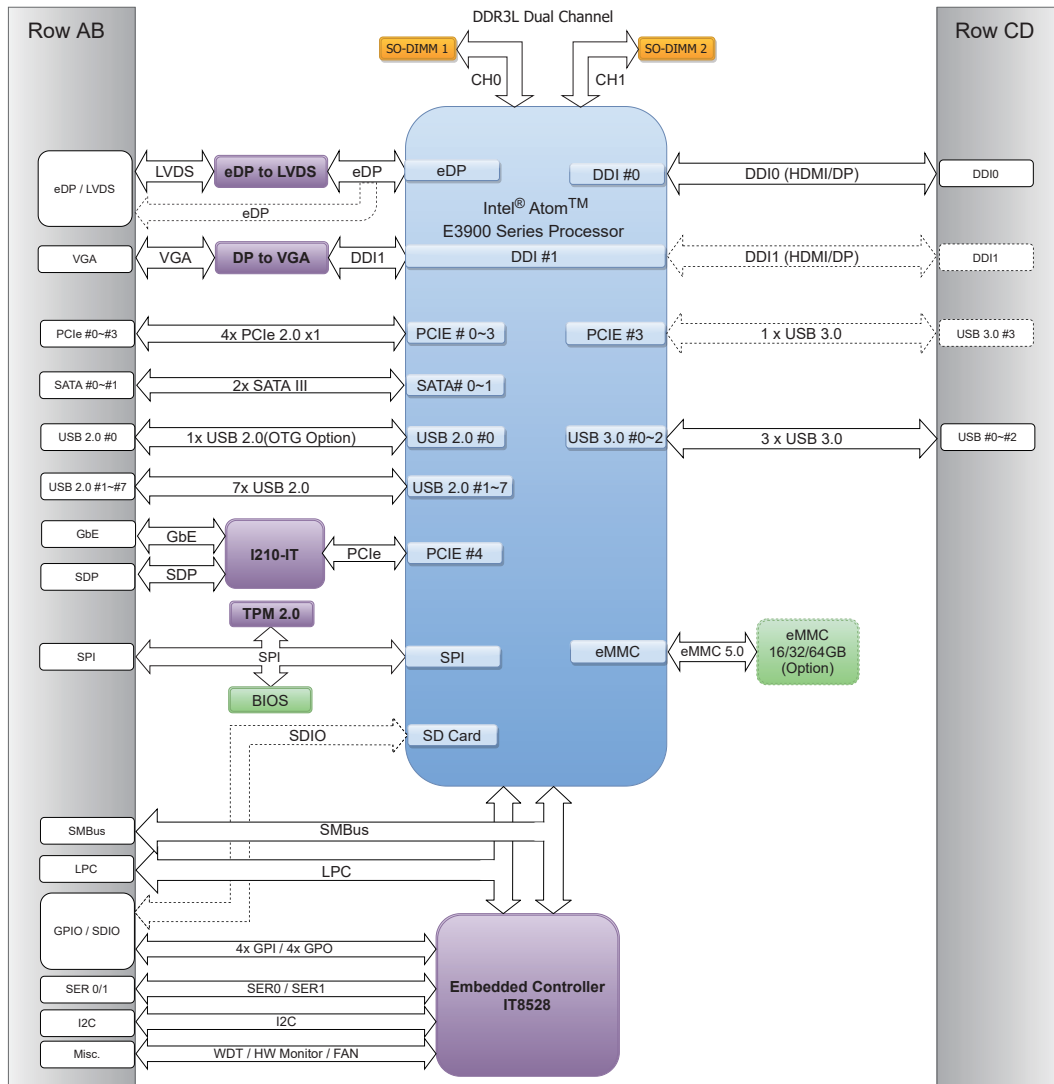 DDR3L Dual Channel
Row AB
Row CD
SO-DIMM 1
SO-DIMM 2
CH0
CH1
eDP / LVDS
LVDS
eDP to LVDS
eDP
eDP
DDI #0
DDI0 (HDMI/DP)
DDI0
eDP
Intel® Atom™
E3900 Series Processor
VGA
VGA
DP to VGA
DDI1
DDI #1
DDI1 (HDMI/DP)
DDI1
PCIe #0~#3
4x PCIe 2.0 x1
PCIE # 0~3
PCIE #3
1 x USB 3.0
USB 3.0 #3
SATA #0~#1
2x SATA III
SATA# 0~1
USB 2.0 #0
1x USB 2.0(OTG Option)
USB 2.0 #0
USB 3.0 #0~2
3 x USB 3.0
USB #0~#2
USB 2.0 #1~#7
7x USB 2.0
USB 2.0 #1~7
GbE
GbE
I210-IT
PCIe
PCIE #4
SDP
SDP
TPM 2.0
SPI
SPI
SPI
BIOS
eMMC
eMMC 5.0
eMMC
16/32/64GB
(Option)
SDIO
SD Card
SMBus
SMBus
LPC
LPC
GPIO / SDIO
4x GPI / 4x GPO
SER 0/1
SER0 / SER1
Embedded Controller
IT8528
I2C
I2C
Misc.
WDT / HW Monitor / FAN